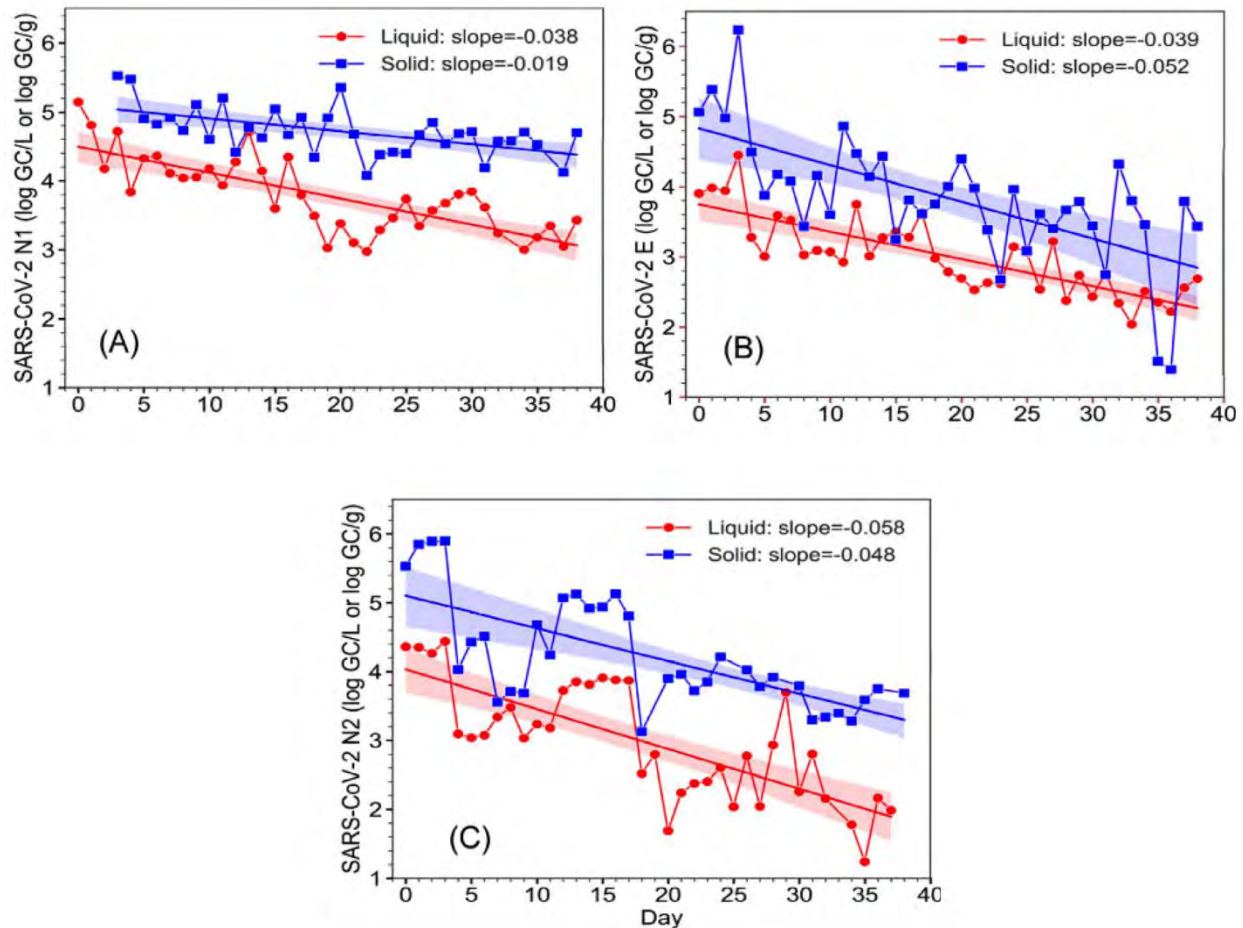 SARS-CoV-2 N1 (log GC/L or log GC/g)
6
5
4
3
2
1
Liquid: slope=-0.038
Solid: slope=-0.019
(A)
0 5 10 15 20 25 30 35 40
SARS-CoV-2 E (log GC/L or log GC/g)
6
5
4
3
2
1
Liquid: slope=-0.039
Solid: slope=-0.052
(B)
0 5 10 15 20 25 30 35 40
SARS-CoV-2 N2 (log GC/L or log GC/g)
6
5
4
3
2
1
Liquid: slope=-0.058
Solid: slope=-0.048
(C)
0 5 10 15 20 25 30 35 40
Day